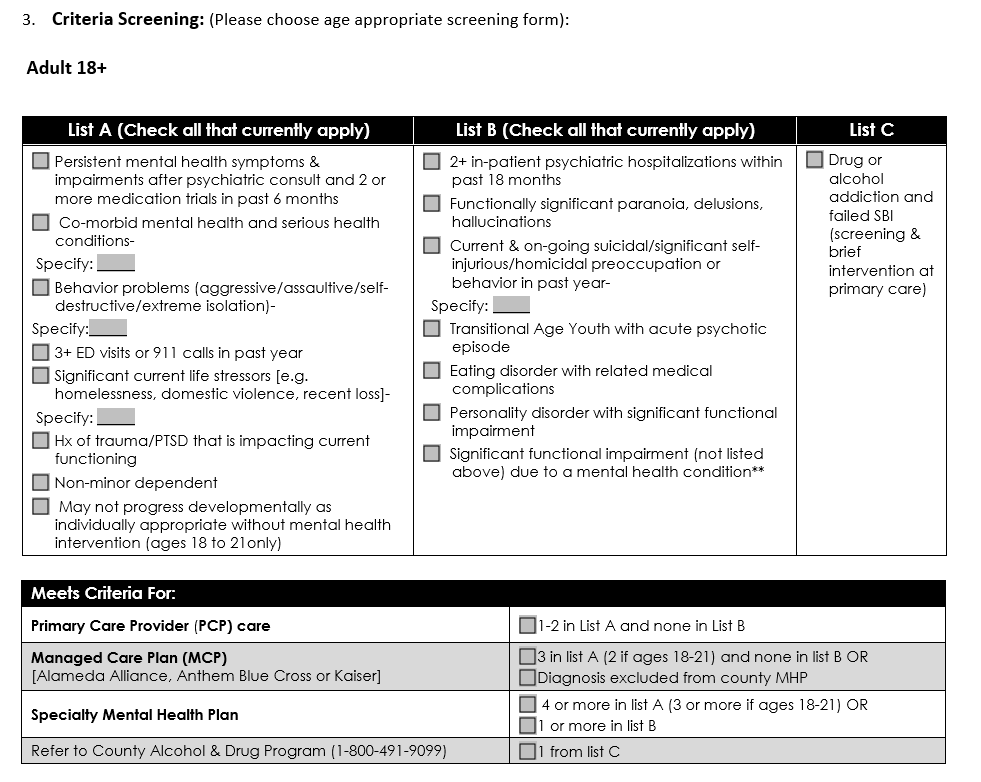 3. Criteria Screening: (Please choose age appropriate screening form):
Adult 18+
List A (Check all that currently apply)
Persistent mental health symptoms &
impairments after psychiatric consult and 2 or
more medication trials in past 6 months
Co-morbid mental health and serious health
conditions-
Specify:
Behavior problems (aggressive/assaultive/self-
destructive/extreme isolation)-
Specify:
3+ ED visits or 911 calls in past year
Significant current life stressors [e.g.
homelessness, domestic violence, recent loss]-
Specify:
Hx of trauma/PTSD that is impacting current
functioning
Non-minor dependent
May not progress developmentally as
individually appropriate without mental health
intervention (ages 18 to 21only)
List B (Check all that currently apply)
2+ in-patient psychiatric hospitalizations within
past 18 months
Functionally significant paranoia, delusions,
hallucinations
Current & on-going suicidal/significant self-
injurious/homicidal preoccupation or
behavior in past year-
Specify:
Transitional Age Youth with acute psychotic
episode
Eating disorder with related medical
complications
Personality disorder with significant functional
impairment
Significant functional impairment (not listed
above) due to a mental health condition**
List C
Drug or
alcohol
addiction and
failed SBI
(screening &
brief
intervention at
primary care)
Meets Criteria For:
Primary Care Provider (PCP) care
1-2 in List A and none in List B
Managed Care Plan (MCP)
[Alameda Alliance, Anthem Blue Cross or Kaiser]
3 in list A (2 if ages 18-21) and none in list B OR
Diagnosis excluded from county MHP
Specialty Mental Health Plan
4 or more in list A (3 or more if ages 18-21) OR
1 or more in list B
Refer to County Alcohol & Drug Program (1-800-491-9099)
1 from list C